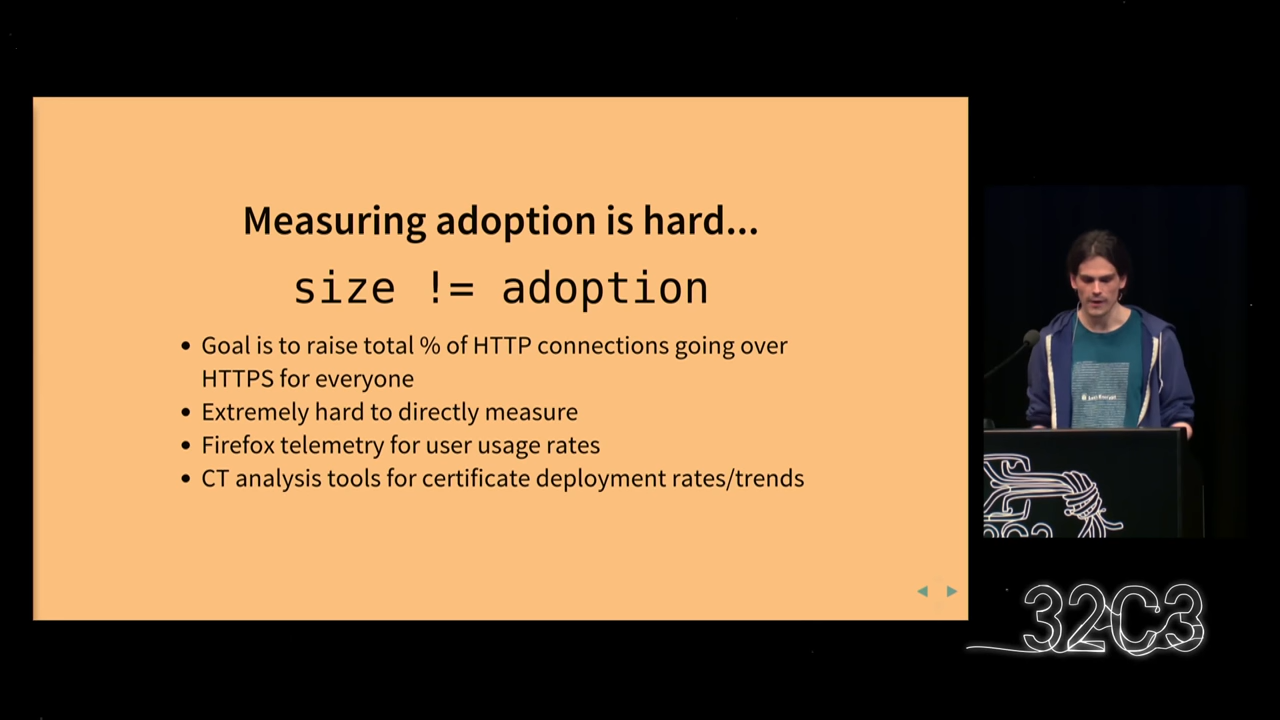 Measuring adoption is hard...
size != adoption
• Goal is to raise total % of HTTP connections going over
HTTPS for everyone
• Extremely hard to directly measure
• Firefox telemetry for user usage rates
• CT analysis tools for certificate deployment rates/trends
Let's Encrypt
32C3